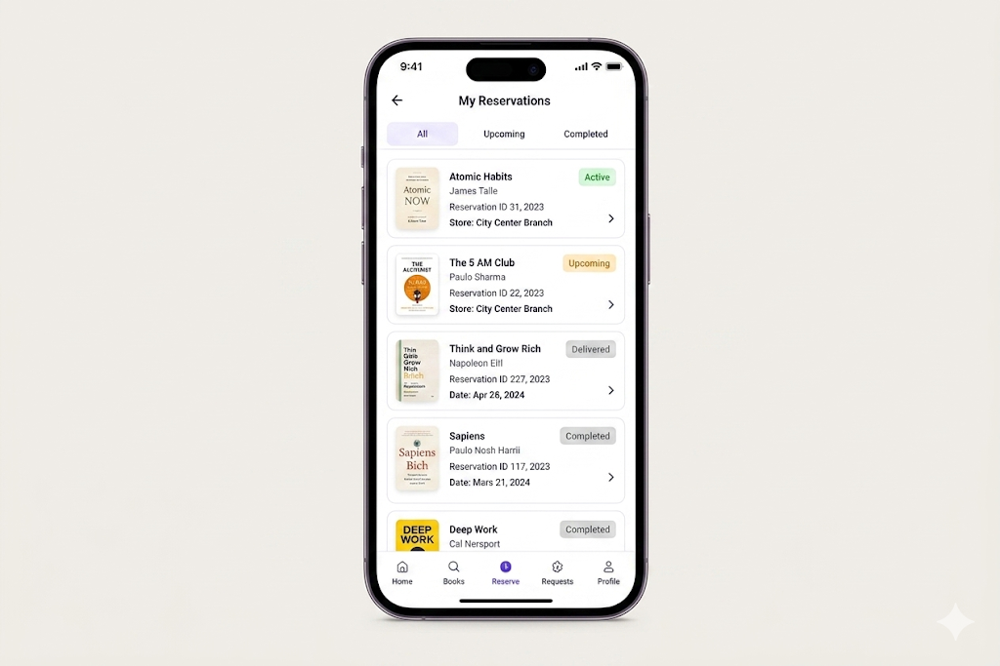 9:41
My Reservations
All Upcoming Completed
Atomic
NOW
Atomic Habits
Active
James Talle
Reservation ID 31, 2023
Store: City Center Branch
THE
The 5 AM Club
Upcoming
Paulo Sharma
Reservation ID 22, 2023
Store: City Center Branch
Thin
Grow
Nich
Think and Grow Rich
Delivered
Napoleon Eitl
Reservation ID 227, 2023
Date: Apr 26, 2024
Sapiens
Bich
Sapiens
Completed
Paulo Nosh Harrii
Reservation ID 117, 2023
Date: Mars 21, 2024
DEEP
WORK
Deep Work
Completed
Cal Nersport
Home Books Reserve Requests Profile